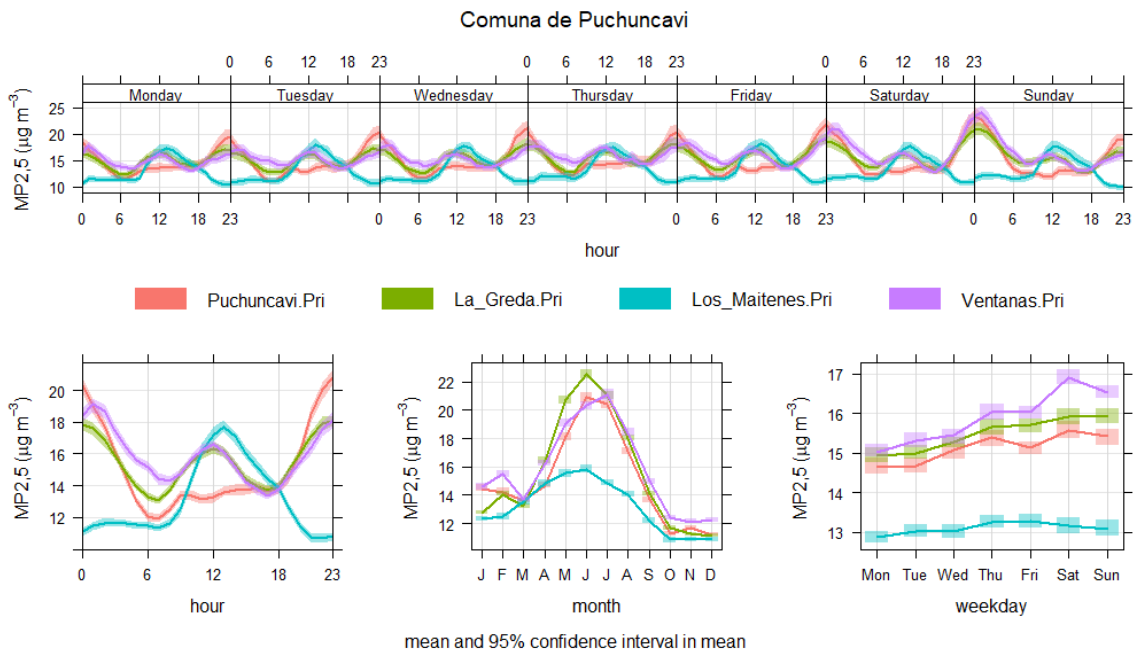 Comuna de Puchuncavi
0 6 12 18 23 0 6 12 18 23
Monday Tuesday Wednesday Thursday Friday Saturday Sunday
MP2,5 (μg m⁻³)
25
20
15
10
0 6 12 18 23 0 6 12 18 23 0 6 12 18 23 0 6 12 18 23
hour
Puchuncavi.Pri La_Greda.Pri Los_Maitenes.Pri Ventanas.Pri
MP2,5 (μg m⁻³)
20
18
16
14
12
0 6 12 18 23
hour
MP2,5 (μg m⁻³)
22
20
18
16
14
12
J F M A M J J A S O N D
month
MP2,5 (μg m⁻³)
17
16
15
14
13
Mon Tue Wed Thu Fri Sat Sun
weekday
mean and 95% confidence interval in mean